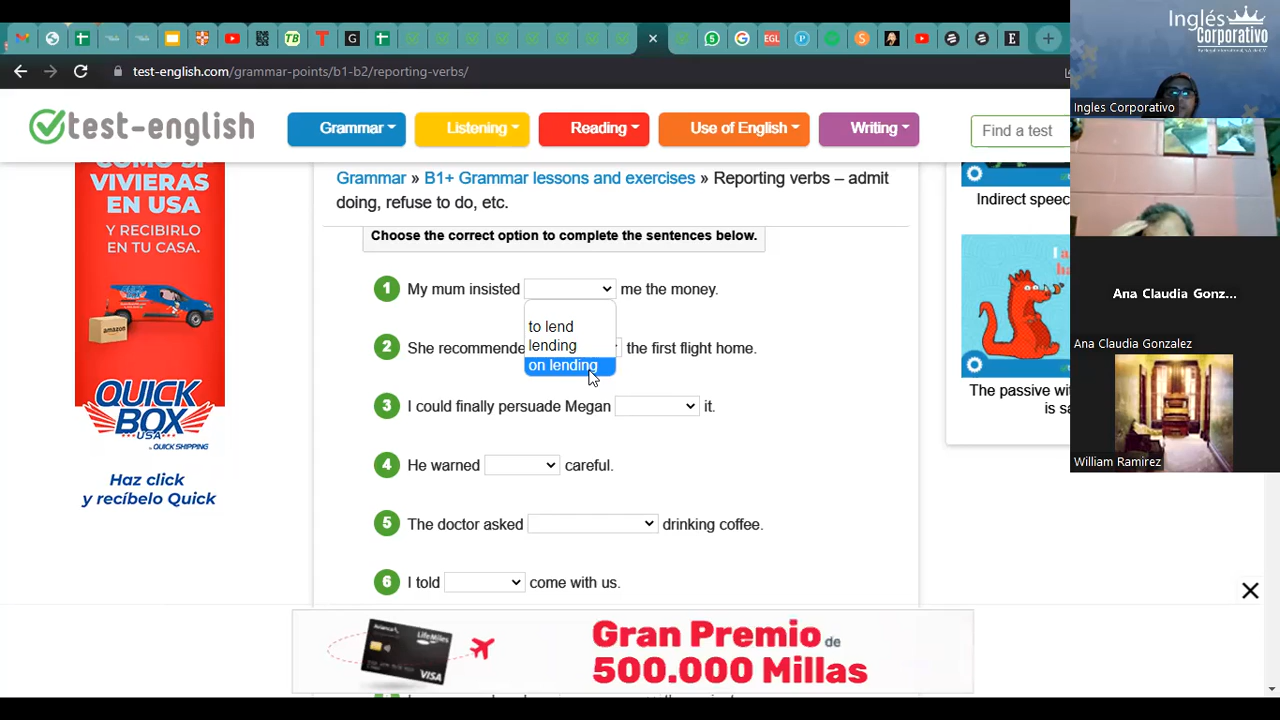 test-english.com/grammar-points/b1-b2/reporting-verbs/
test-english
Grammar
Listening
Reading
Use of English
Writing
Find a test
VIVIERAS
EN USA
Y RECIBIRLO
EN TU CASA.
amazon
QUICK
BOX
USA
by QUICK SHIPPING
Haz click
y recíbelo Quick
Grammar » B1+ Grammar lessons and exercises » Reporting verbs – admit
doing, refuse to do, etc.
Choose the correct option to complete the sentences below.
1 My mum insisted me the money.
to lend
lending
on lending
2 She recommende the first flight home.
3 I could finally persuade Megan it.
4 He warned careful.
5 The doctor asked drinking coffee.
6 I told come with us.
Indirect speec
The passive wi
is sa
LifeMiles
VISA
Gran Premio de
500.000 Millas
Inglés
Corporativo
Ingles Corporativo
Ana Claudia Gonz...
Ana Claudia Gonzalez
William Ramirez